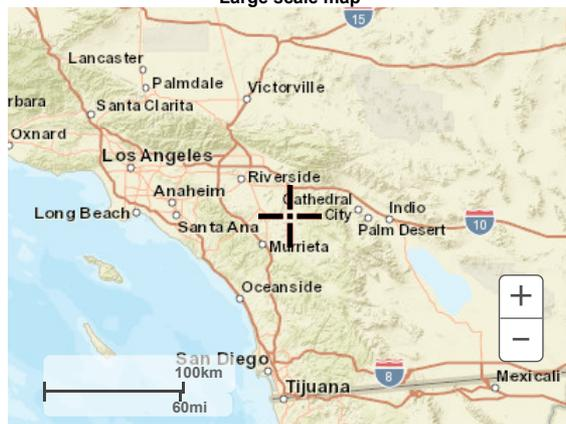 Large scale map
15
Lancaster
Palmdale
Victorville
rbara
Santa Clarita
Oxnard
Los Angeles
Riverside
Anaheim
Cathedral
City
Indio
Long Beach
Santa Ana
Palm Desert
10
Murrieta
Oceanside
+
−
San Diego
100km
8
Mexicali
Tijuana
60mi